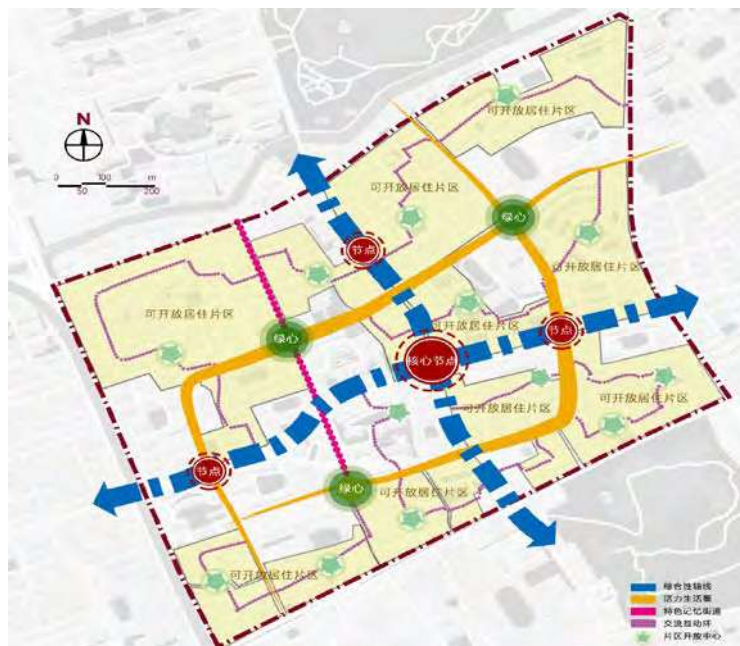 N
0 100 m
50 200
可开放居住片区
可开放居住片区
绿心
节点
可开放居住片区
可开放居住片区
绿心
可开放居住片区
节点
核心节点
可开放居住片区
可开放居住片区
节点
绿心
可开放居住片区
可开放居住片区
综合性轴线
活力生活环
特色记忆街道
交流互动环
片区开放中心